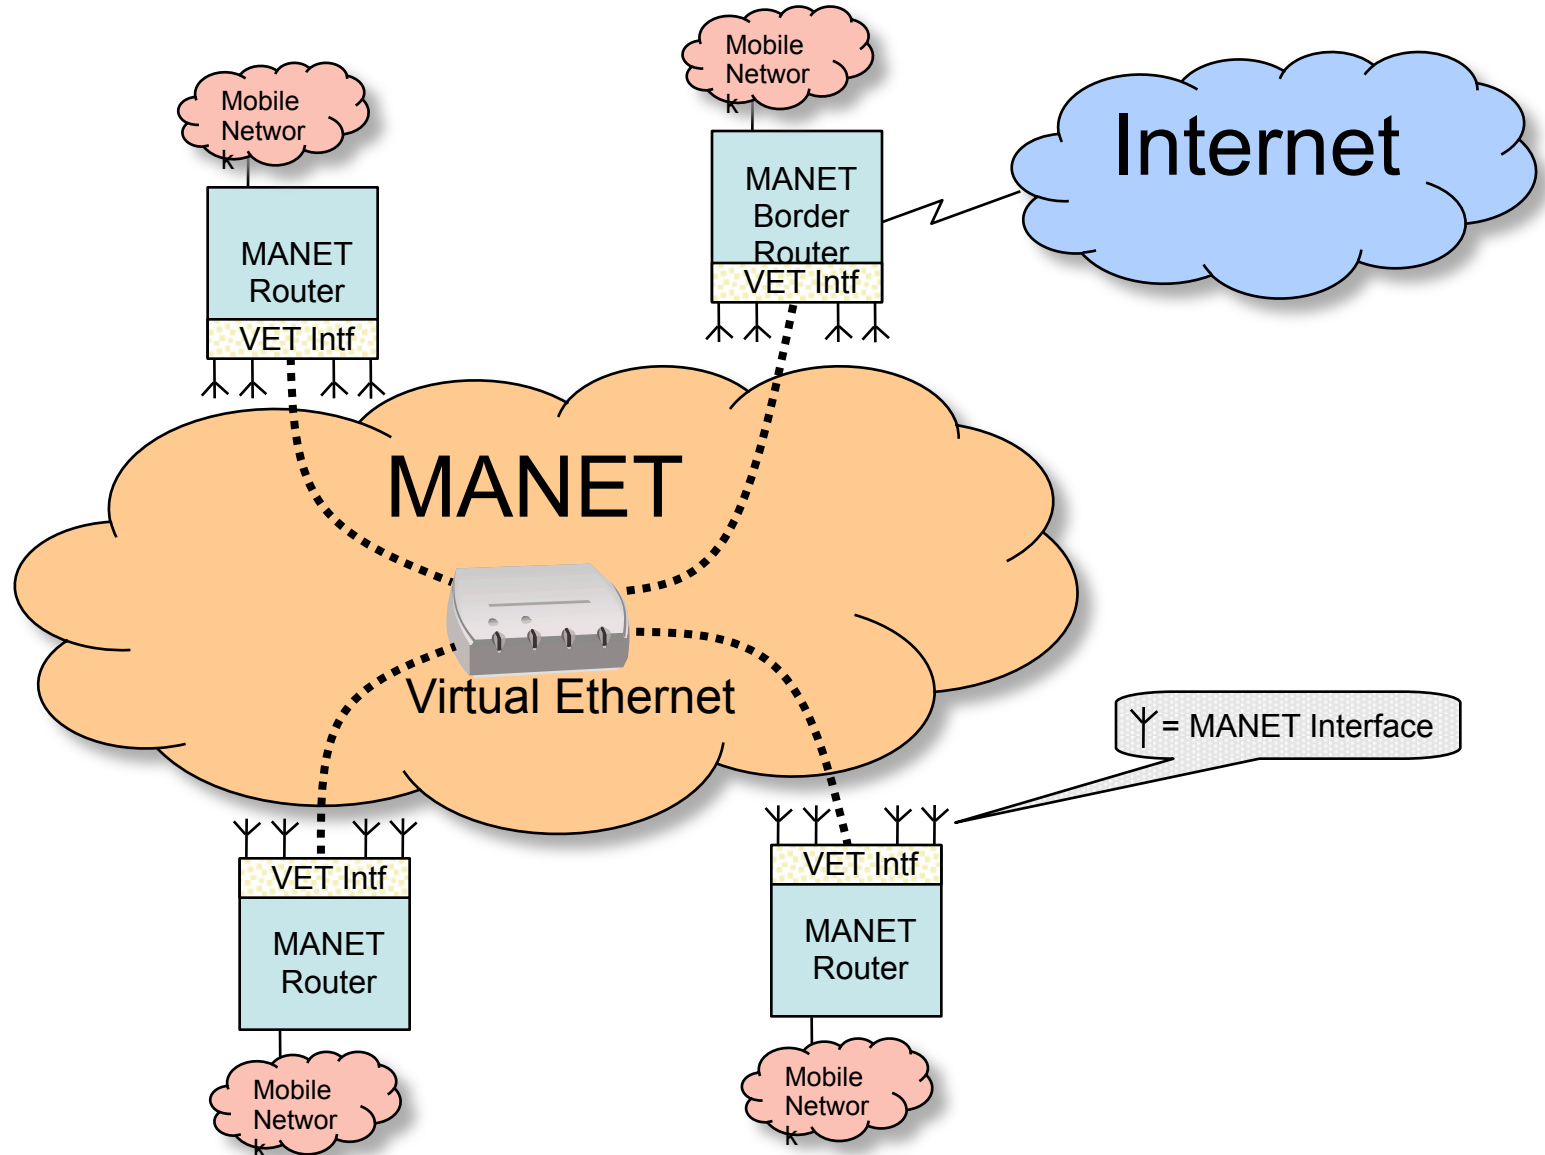 Mobile
Networ
k
MANET
Router
VET Intf
Mobile
Networ
k
MANET
Border
Router
VET Intf
Internet
MANET
Virtual Ethernet
= MANET Interface
VET Intf
MANET
Router
Mobile
Networ
k
VET Intf
MANET
Router
Mobile
Networ
k